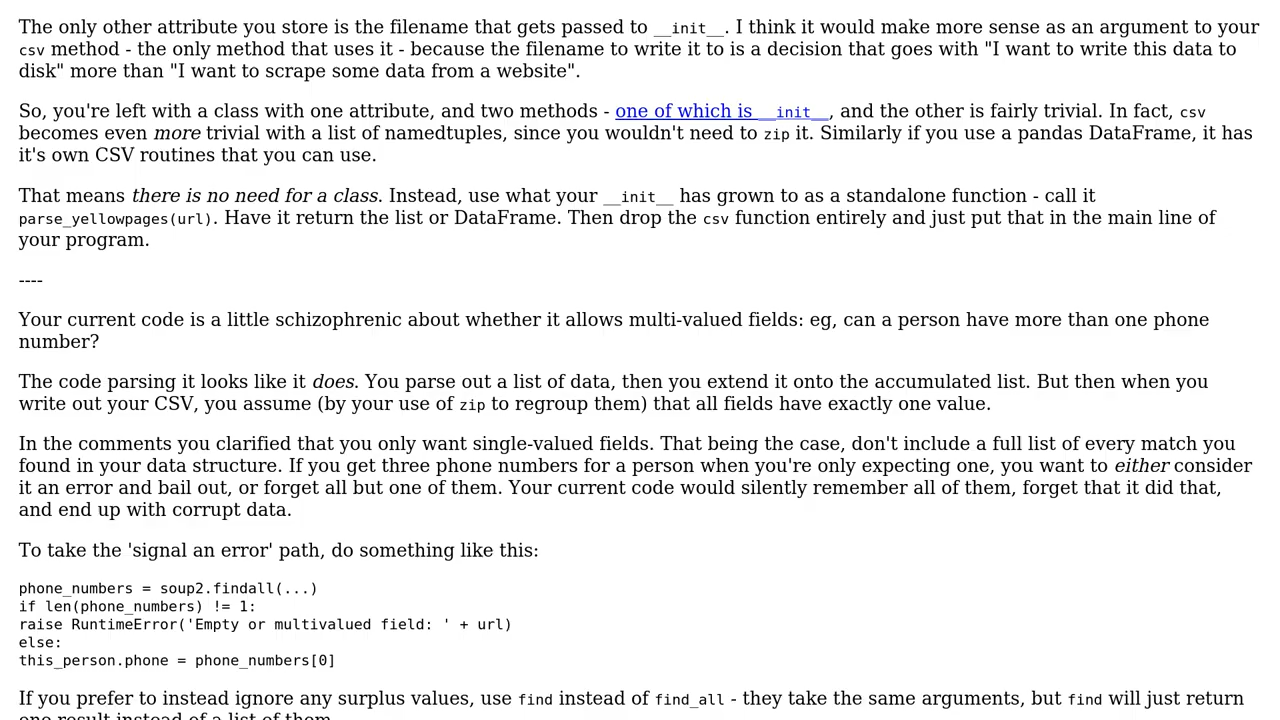 The only other attribute you store is the filename that gets passed to __init__. I think it would make more sense as an argument to your
csv method - the only method that uses it - because the filename to write it to is a decision that goes with "I want to write this data to
disk" more than "I want to scrape some data from a website".
So, you're left with a class with one attribute, and two methods - one of which is __init__, and the other is fairly trivial. In fact, csv
becomes even more trivial with a list of namedtuples, since you wouldn't need to zip it. Similarly if you use a pandas DataFrame, it has
it's own CSV routines that you can use.
That means there is no need for a class. Instead, use what your __init__ has grown to as a standalone function - call it
parse_yellowpages(url). Have it return the list or DataFrame. Then drop the csv function entirely and just put that in the main line of
your program.
----
Your current code is a little schizophrenic about whether it allows multi-valued fields: eg, can a person have more than one phone
number?
The code parsing it looks like it does. You parse out a list of data, then you extend it onto the accumulated list. But then when you
write out your CSV, you assume (by your use of zip to regroup them) that all fields have exactly one value.
In the comments you clarified that you only want single-valued fields. That being the case, don't include a full list of every match you
found in your data structure. If you get three phone numbers for a person when you're only expecting one, you want to either consider
it an error and bail out, or forget all but one of them. Your current code would silently remember all of them, forget that it did that,
and end up with corrupt data.
To take the 'signal an error' path, do something like this:
phone_numbers = soup2.findall(...)
if len(phone_numbers) != 1:
raise RuntimeError('Empty or multivalued field: ' + url)
else:
this_person.phone = phone_numbers[0]
If you prefer to instead ignore any surplus values, use find instead of find_all - they take the same arguments, but find will just return
one result instead of a list of them.